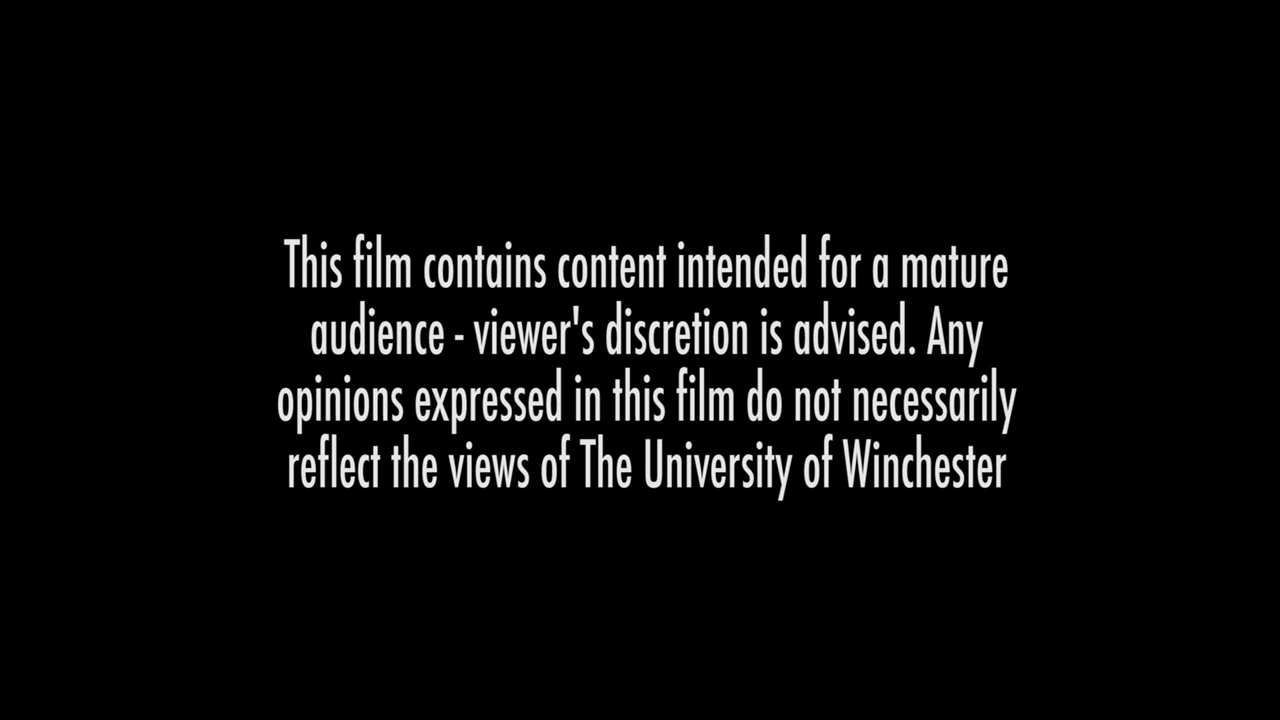 This film contains content intended for a mature
audience - viewer's discretion is advised. Any
opinions expressed in this film do not necessarily
reflect the views of The University of Winchester